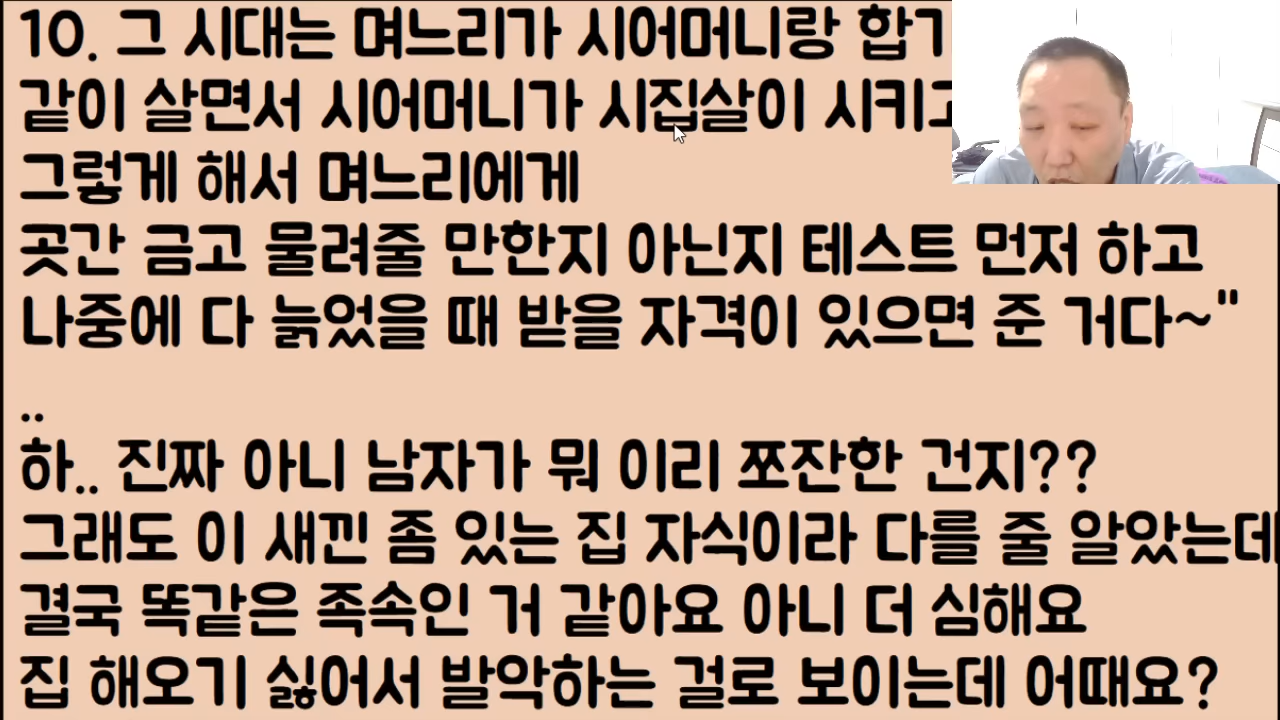 10. 그 시대는 며느리가 시어머니랑
같이 살면서 시어머니가 시집살이 시키고
그렇게 해서 며느리에게
곳간 금고 물려줄 만한지 아닌지 테스트 먼저 하고
나중에 다 늙었을 때 받을 자격이 있으면 준 거다~"
..
하.. 진짜 아니 남자가 뭐 이리 쪼잔한 건지??
그래도 이 새낀 좀 있는 집 자식이라 다를 줄 알았는데
결국 똑같은 족속인 거 같아요 아니 더 심해요
집 해오기 싫어서 발악하는 걸로 보이는데 어때요?